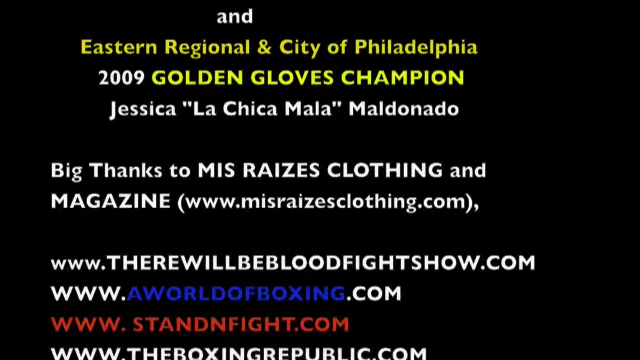 and
Eastern Regional & City of Philadelphia
2009 GOLDEN GLOVES CHAMPION
Jessica "La Chica Mala" Maldonado
Big Thanks to MIS RAIZES CLOTHING and
MAGAZINE (www.misraizesclothing.com),
www.THEREWILLBEBLOODFIGHTSHOW.COM
WWW.AWORLDOFBOXING.COM
WWW. STANDNFIGHT.COM
WWW.THEBOXINGREPUBLIC.COM